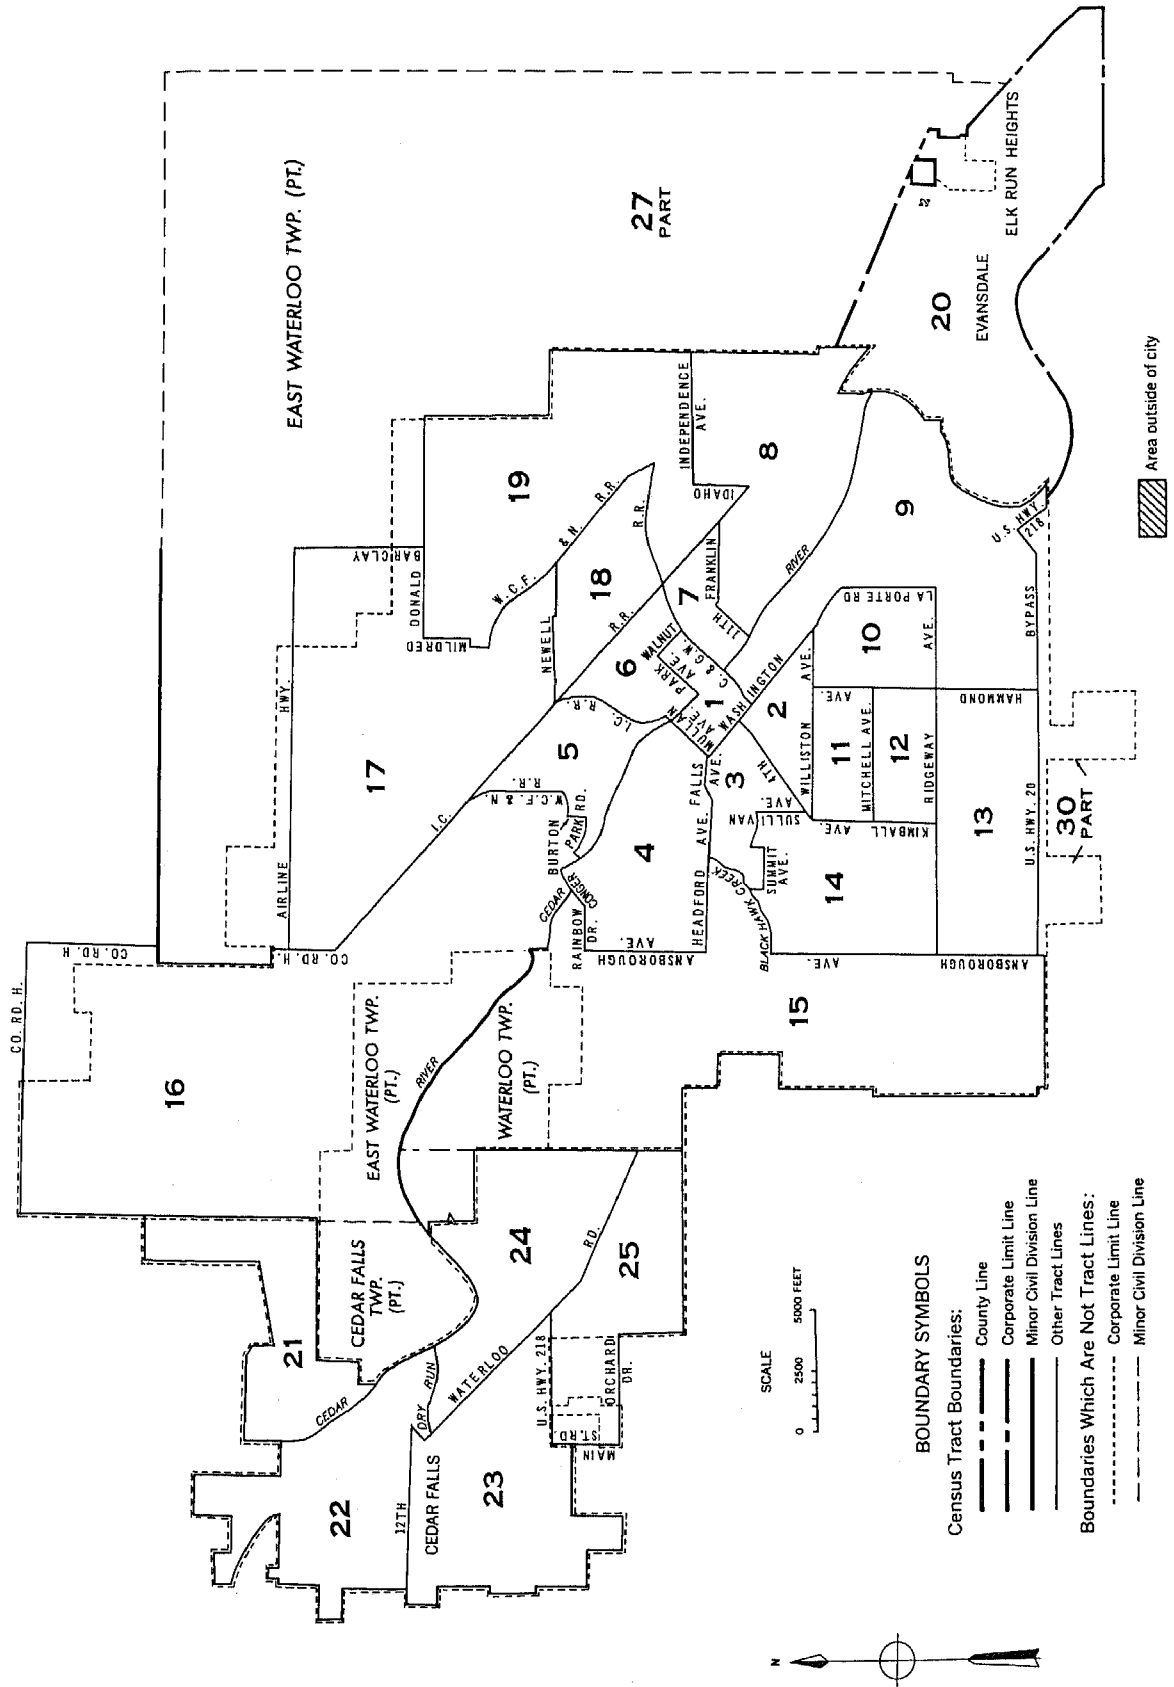 CO. RD. H.
CO. RD. H
16
EAST WATERLOO TWP. (PT.)
27
PART
AIRLINE
HWY.
CO. RD. H.
17
BARCLAY
DONALD
MILDRED
19
W.C.F.
& N.
R.R.
I.C.
R.R.
NEWELL
18
R.R.
INDEPENDENCE
AVE.
IDAHO
8
FRANKLIN
11TH
7
WALNUT
C. & G.W.
PARK
AVE.
6
R.R.
I.C.
5
W.C.F. & N.
R.R.
BURTON
PARK RD.
CONGER
CEDAR
RIVER
RAINBOW
DR.
ANSBOROUGH
AVE.
4
HEADFORD
AVE.
FALLS
AVE.
MULLAN
AVE.
1
WASHINGTON
2
3
4TH
WILLISTON
AVE.
SULLIVAN
AVE.
SUMMIT
AVE.
BLACK HAWK
CREEK
14
KIMBALL
AVE.
MITCHELL AVE.
11
AVE.
12
RIDGEWAY
AVE.
10
LA PORTE RD
HAMMOND
13
ANSBOROUGH
AVE.
U.S. HWY. 20
BYPASS
U.S. HWY.
218
9
30
PART
15
20
EVANSDALE
ELK RUN HEIGHTS
27
EAST WATERLOO TWP.
(PT.)
RIVER
WATERLOO TWP.
(PT.)
CEDAR FALLS
TWP.
(PT.)
21
CEDAR
24
25
RD.
WATERLOO
DRY RUN
U.S. HWY. 218
ORCHARD
DR.
ST. RD.
MAIN
22
12TH
CEDAR FALLS
23
Area outside of city
SCALE
0 2500 5000 FEET
BOUNDARY SYMBOLS
Census Tract Boundaries:
County Line
Corporate Limit Line
Minor Civil Division Line
Other Tract Lines
Boundaries Which Are Not Tract Lines:
Corporate Limit Line
Minor Civil Division Line
N